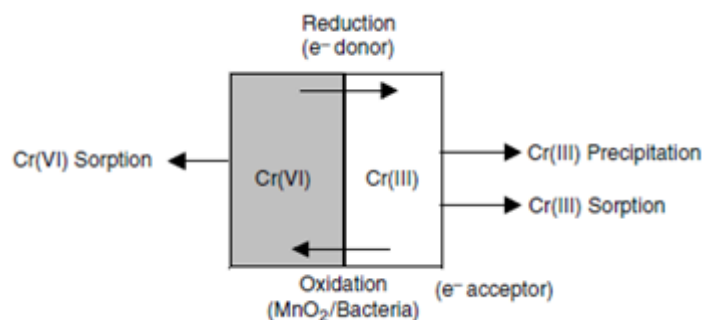 Reduction
(e⁻ donor)
Cr(VI) Sorption
Cr(VI)
Cr(III)
Cr(III) Precipitation
Cr(III) Sorption
Oxidation
(MnO₂/Bacteria)
(e⁻ acceptor)